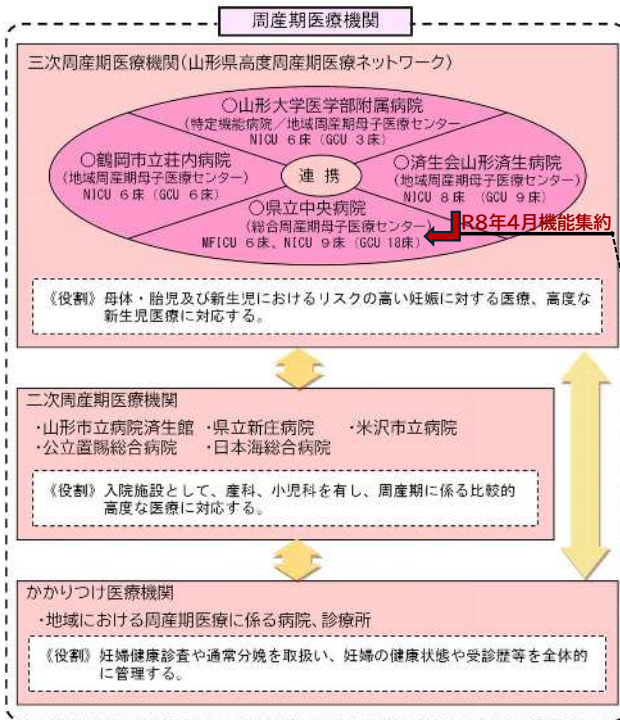 周産期医療機関
三次周産期医療機関(山形県高度周産期医療ネットワーク)
○山形大学医学部附属病院
(特定機能病院/地域周産期母子医療センター
NICU 6床 (GCU 3床)
○鶴岡市立荘内病院
(地域周産期母子医療センター)
NICU 6床 (GCU 6床)
連携
○済生会山形済生病院
(地域周産期母子医療センター)
NICU 8床 (GCU 9床)
○県立中央病院
(総合周産期母子医療センター)
MFICU 6床、NICU 9床 (GCU 18床)
R8年4月機能集約
《役割》母体・胎児及び新生児におけるリスクの高い妊娠に対する医療、高度な
新生児医療に対応する。
二次周産期医療機関
・山形市立病院済生館 ・県立新庄病院 ・米沢市立病院
・公立置賜総合病院 ・日本海総合病院
《役割》入院施設として、産科、小児科を有し、周産期に係る比較的
高度な医療に対応する。
かかりつけ医療機関
・地域における周産期医療に係る病院、診療所
《役割》妊婦健康診査や通常分娩を取扱い、妊婦の健康状態や受診歴等を全体的
に管理する。